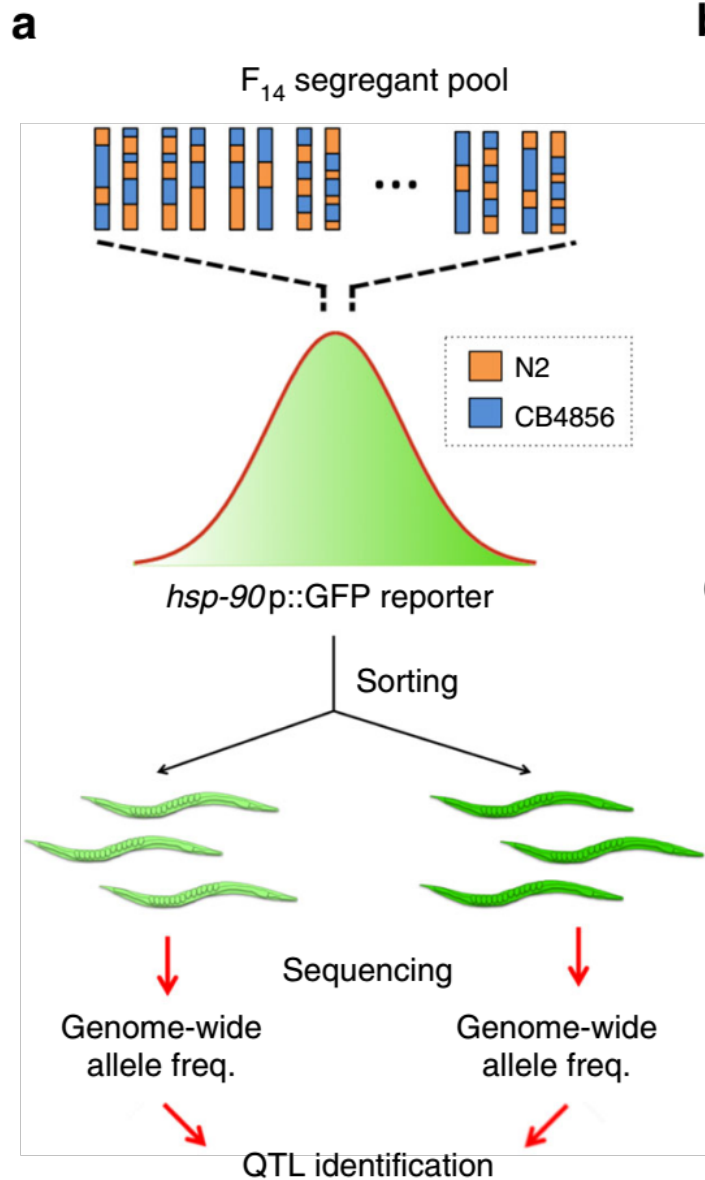 a
F14 segregant pool
...
N2
CB4856
hsp-90p::GFP reporter
Sorting
Sequencing
Genome-wide
allele freq.
Genome-wide
allele freq.
QTL identification